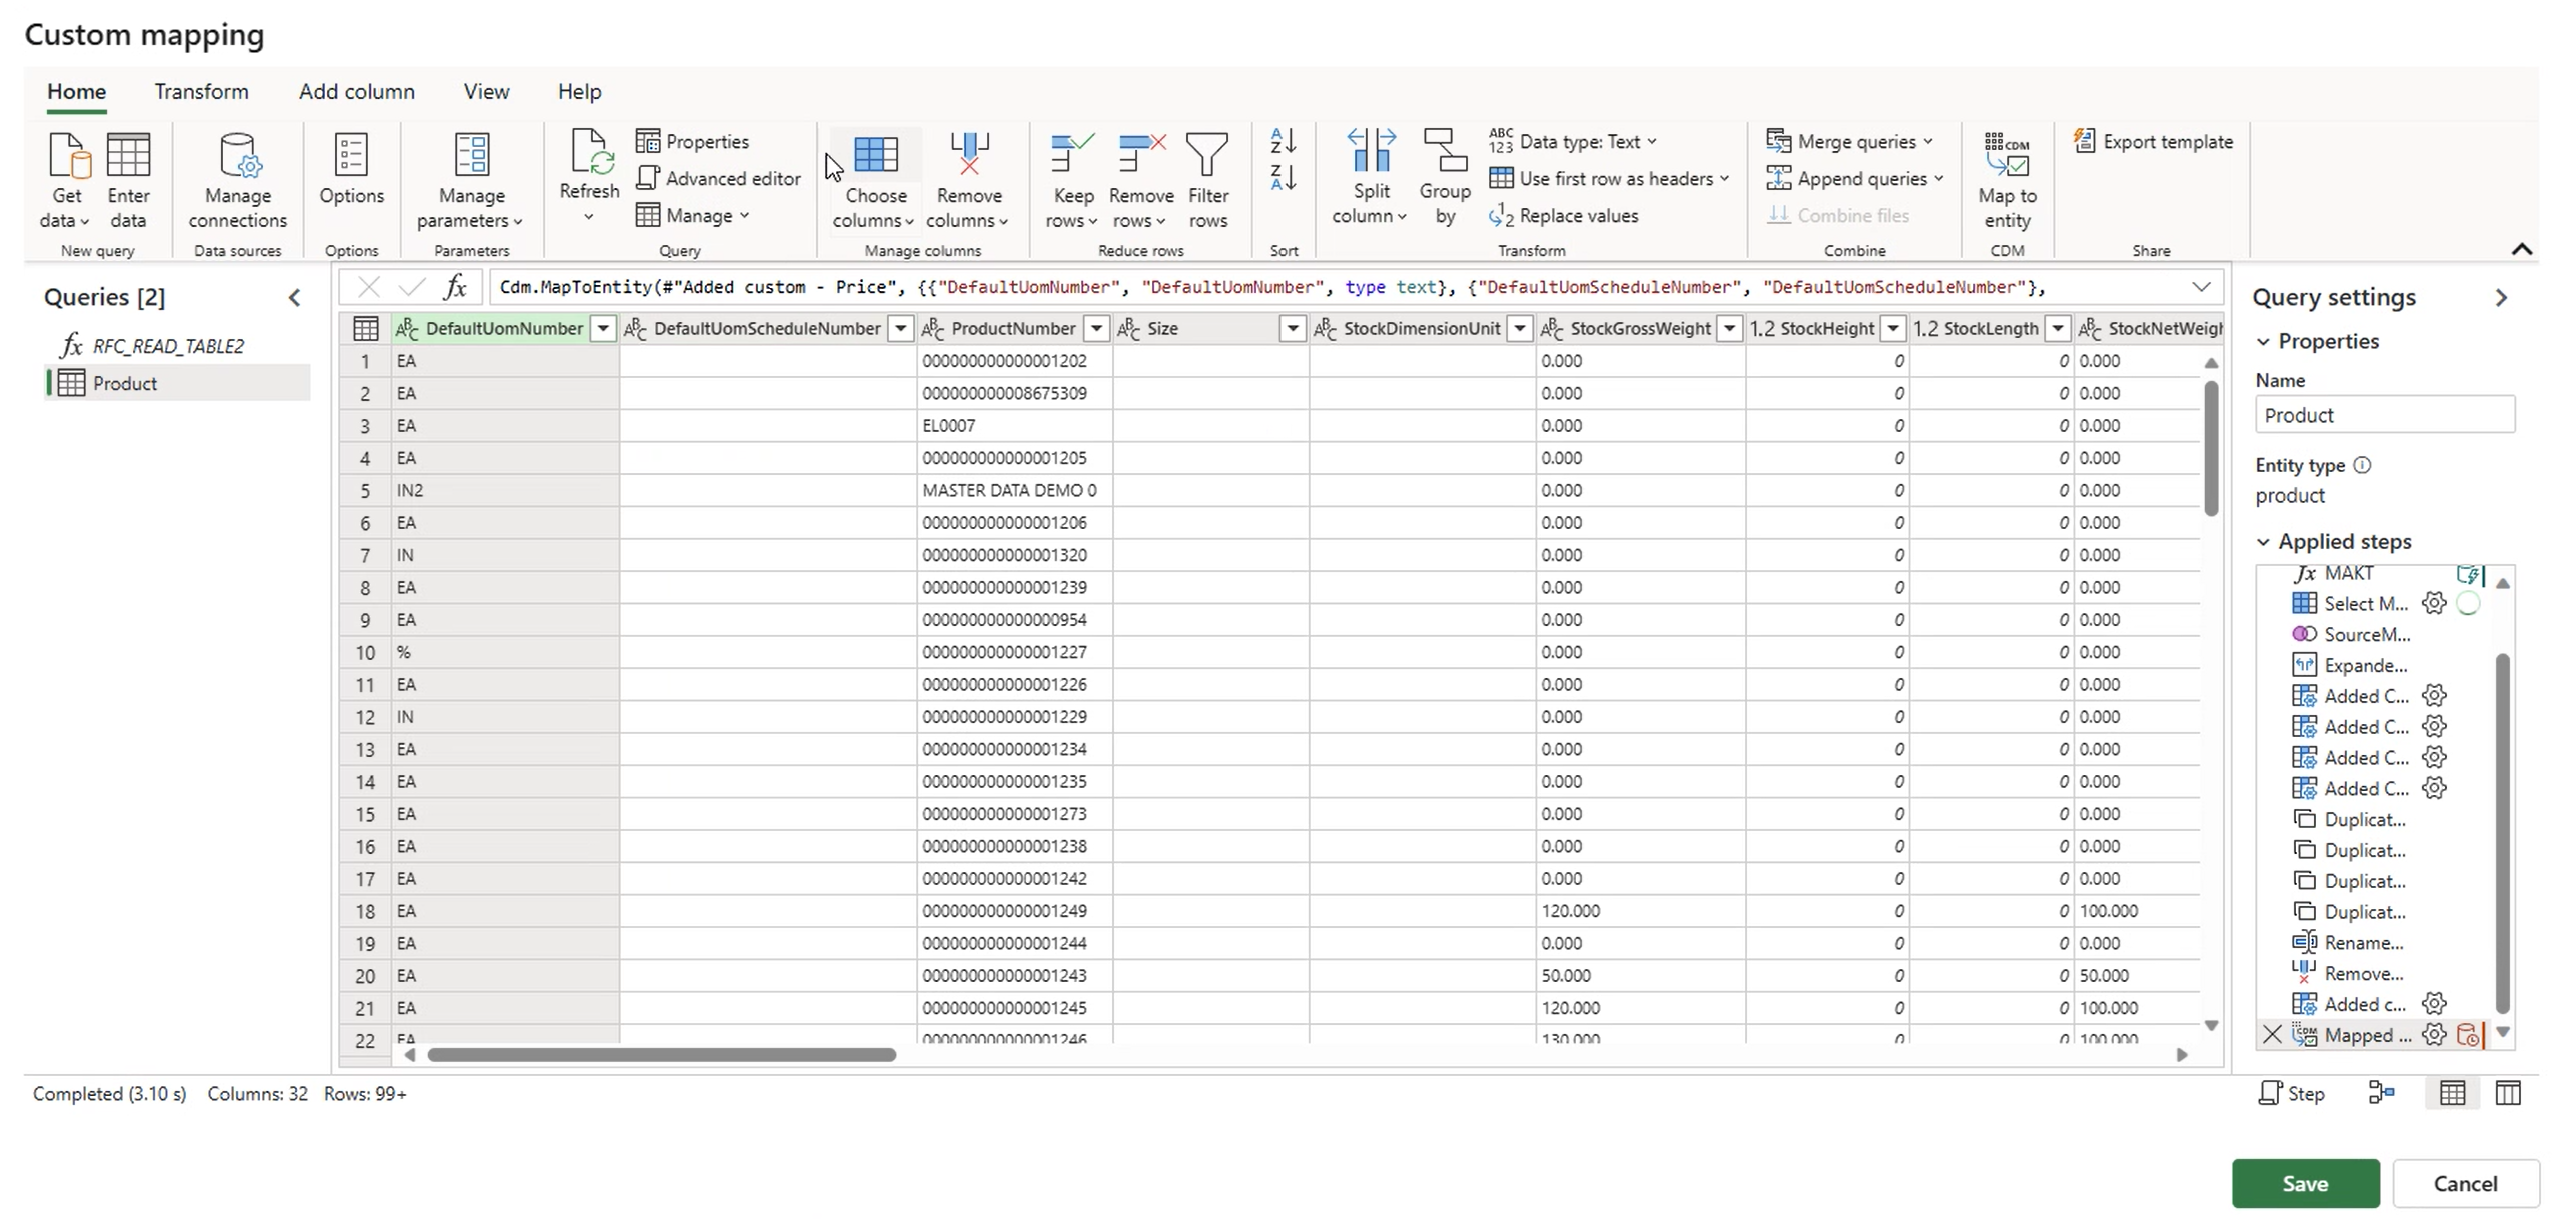 Custom mapping
Home Transform Add column View Help
Get data
Enter data
New query
Manage connections
Data sources
Options
Options
Manage parameters
Parameters
Refresh
Properties
Advanced editor
Manage
Query
Choose columns
Remove columns
Manage columns
Keep rows
Remove rows
Filter rows
Reduce rows
Sort
Split column
Group by
Data type: Text
Use first row as headers
Replace values
Transform
Merge queries
Append queries
Combine files
Combine
CDM
Map to entity
CDM
Export template
Share
Queries [2]
RFC_READ_TABLE2
Product
fx Cdm.MapToEntity(#"Added custom - Price", {{"DefaultUomNumber", "DefaultUomNumber", type text}, {"DefaultUomScheduleNumber", "DefaultUomScheduleNumber"},
DefaultUomNumber DefaultUomScheduleNumber ProductNumber Size StockDimensionUnit StockGrossWeight 1.2 StockHeight 1.2 StockLength StockNetWeigh
1 EA 000000000000001202 0.000 0 0 0.000
2 EA 000000000008675309 0.000 0 0 0.000
3 EA EL0007 0.000 0 0 0.000
4 EA 000000000000001205 0.000 0 0 0.000
5 IN2 MASTER DATA DEMO 0 0.000 0 0 0.000
6 EA 000000000000001206 0.000 0 0 0.000
7 IN 000000000000001320 0.000 0 0 0.000
8 EA 000000000000001239 0.000 0 0 0.000
9 EA 000000000000000954 0.000 0 0 0.000
10 % 000000000000001227 0.000 0 0 0.000
11 EA 000000000000001226 0.000 0 0 0.000
12 IN 000000000000001229 0.000 0 0 0.000
13 EA 000000000000001234 0.000 0 0 0.000
14 EA 000000000000001235 0.000 0 0 0.000
15 EA 000000000000001273 0.000 0 0 0.000
16 EA 000000000000001238 0.000 0 0 0.000
17 EA 000000000000001242 0.000 0 0 0.000
18 EA 000000000000001249 120.000 0 0 100.000
19 EA 000000000000001244 0.000 0 0 0.000
20 EA 000000000000001243 50.000 0 0 50.000
21 EA 000000000000001245 120.000 0 0 100.000
22 EA 000000000000001246 130.000 0 0 100.000
Query settings
Properties
Name
Product
Entity type
product
Applied steps
fx MAKT
Select M...
SourceM...
Expande...
Added C...
Added C...
Added C...
Added C...
Duplicat...
Duplicat...
Duplicat...
Duplicat...
Rename...
Remove...
Added c...
Mapped ...
Completed (3.10 s) Columns: 32 Rows: 99+
Step
Save
Cancel